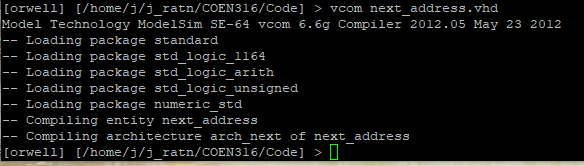 [orwell] [/home/j/j_ratn/COEN316/Code] > vcom next_address.vhd
Model Technology ModelSim SE-64 vcom 6.6g Compiler 2012.05 May 23 2012
-- Loading package standard
-- Loading package std_logic_1164
-- Loading package std_logic_arith
-- Loading package std_logic_unsigned
-- Loading package numeric_std
-- Compiling entity next_address
-- Compiling architecture arch_next of next_address
[orwell] [/home/j/j_ratn/COEN316/Code] >